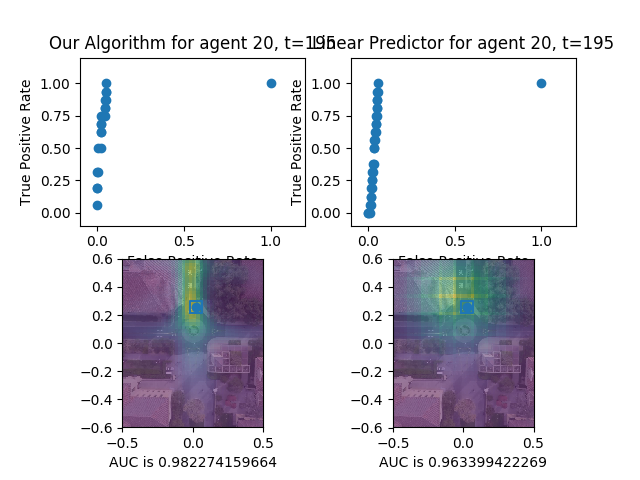 Our Algorithm for agent 20, t=195
Linear Predictor for agent 20, t=195
True Positive Rate
1.00
0.75
0.50
0.25
0.00
0.0 0.5 1.0
False Positive Rate
True Positive Rate
1.00
0.75
0.50
0.25
0.00
0.0 0.5 1.0
False Positive Rate
0.6
0.4
0.2
0.0
−0.2
−0.4
−0.6
−0.5 0.0 0.5
AUC is 0.982274159664
0.6
0.4
0.2
0.0
−0.2
−0.4
−0.6
−0.5 0.0 0.5
AUC is 0.963399422269